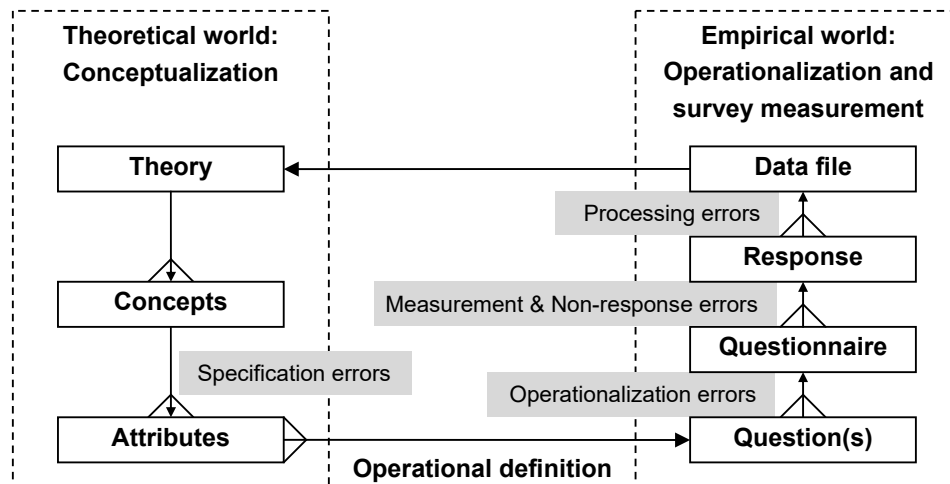 Theoretical world:
Conceptualization
Empirical world:
Operationalization and
survey measurement
Theory
Data file
Processing errors
Response
Concepts
Measurement & Non-response errors
Questionnaire
Specification errors
Operationalization errors
Attributes
Question(s)
Operational definition